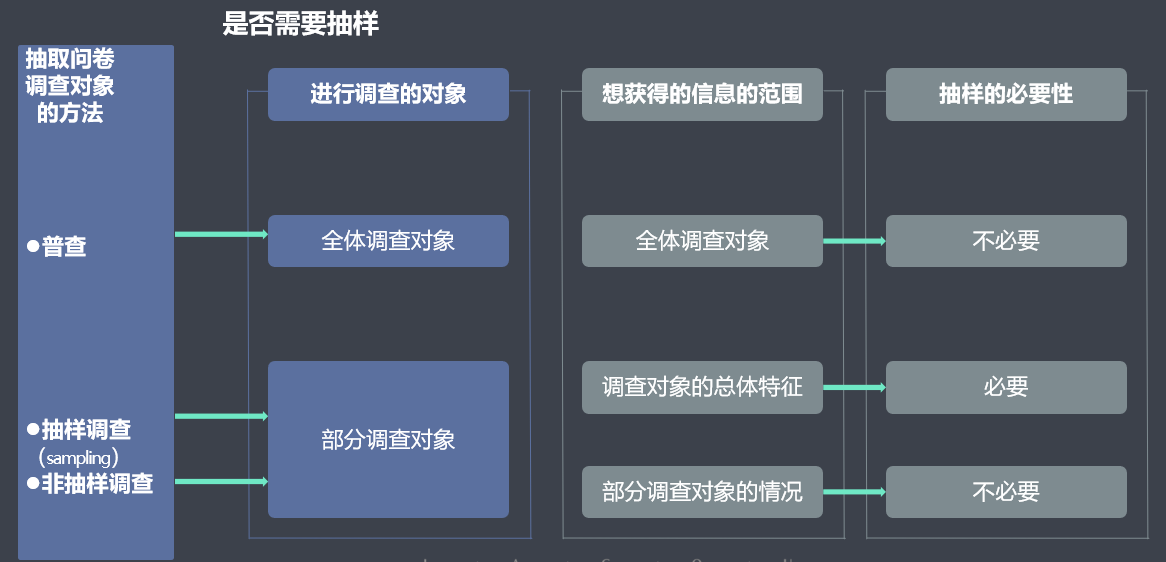 是否需要抽样
抽取问卷
调查对象
的方法
进行调查的对象
想获得的信息的范围
抽样的必要性
●普查
全体调查对象
全体调查对象
不必要
●抽样调查
（sampling）
●非抽样调查
部分调查对象
调查对象的总体特征
必要
部分调查对象的情况
不必要